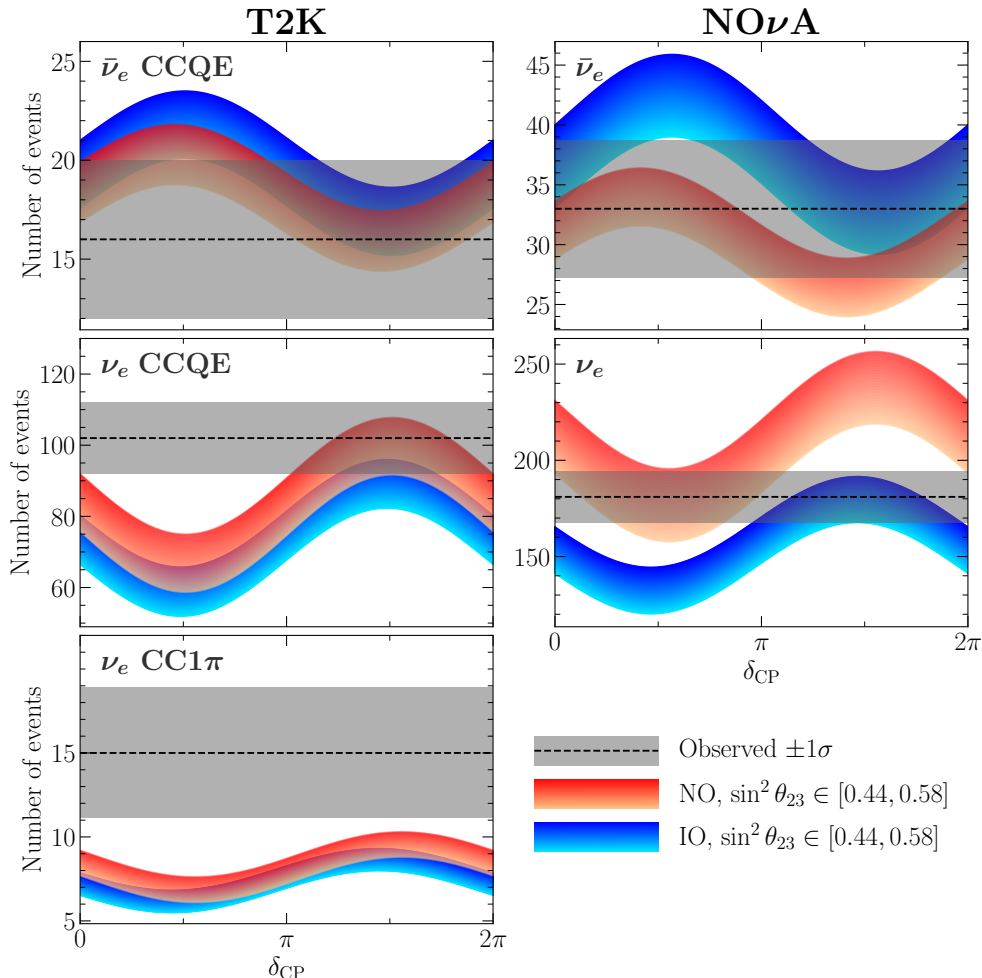 T2K
NOνA
ν̄e CCQE
25
20
15
Number of events
ν̄e
45
40
35
30
25
νe CCQE
120
100
80
60
Number of events
νe
250
200
150
0
π
2π
δCP
νe CC1π
15
10
5
Number of events
0
π
2π
δCP
Observed ±1σ
NO, sin² θ23 ∈ [0.44, 0.58]
IO, sin² θ23 ∈ [0.44, 0.58]